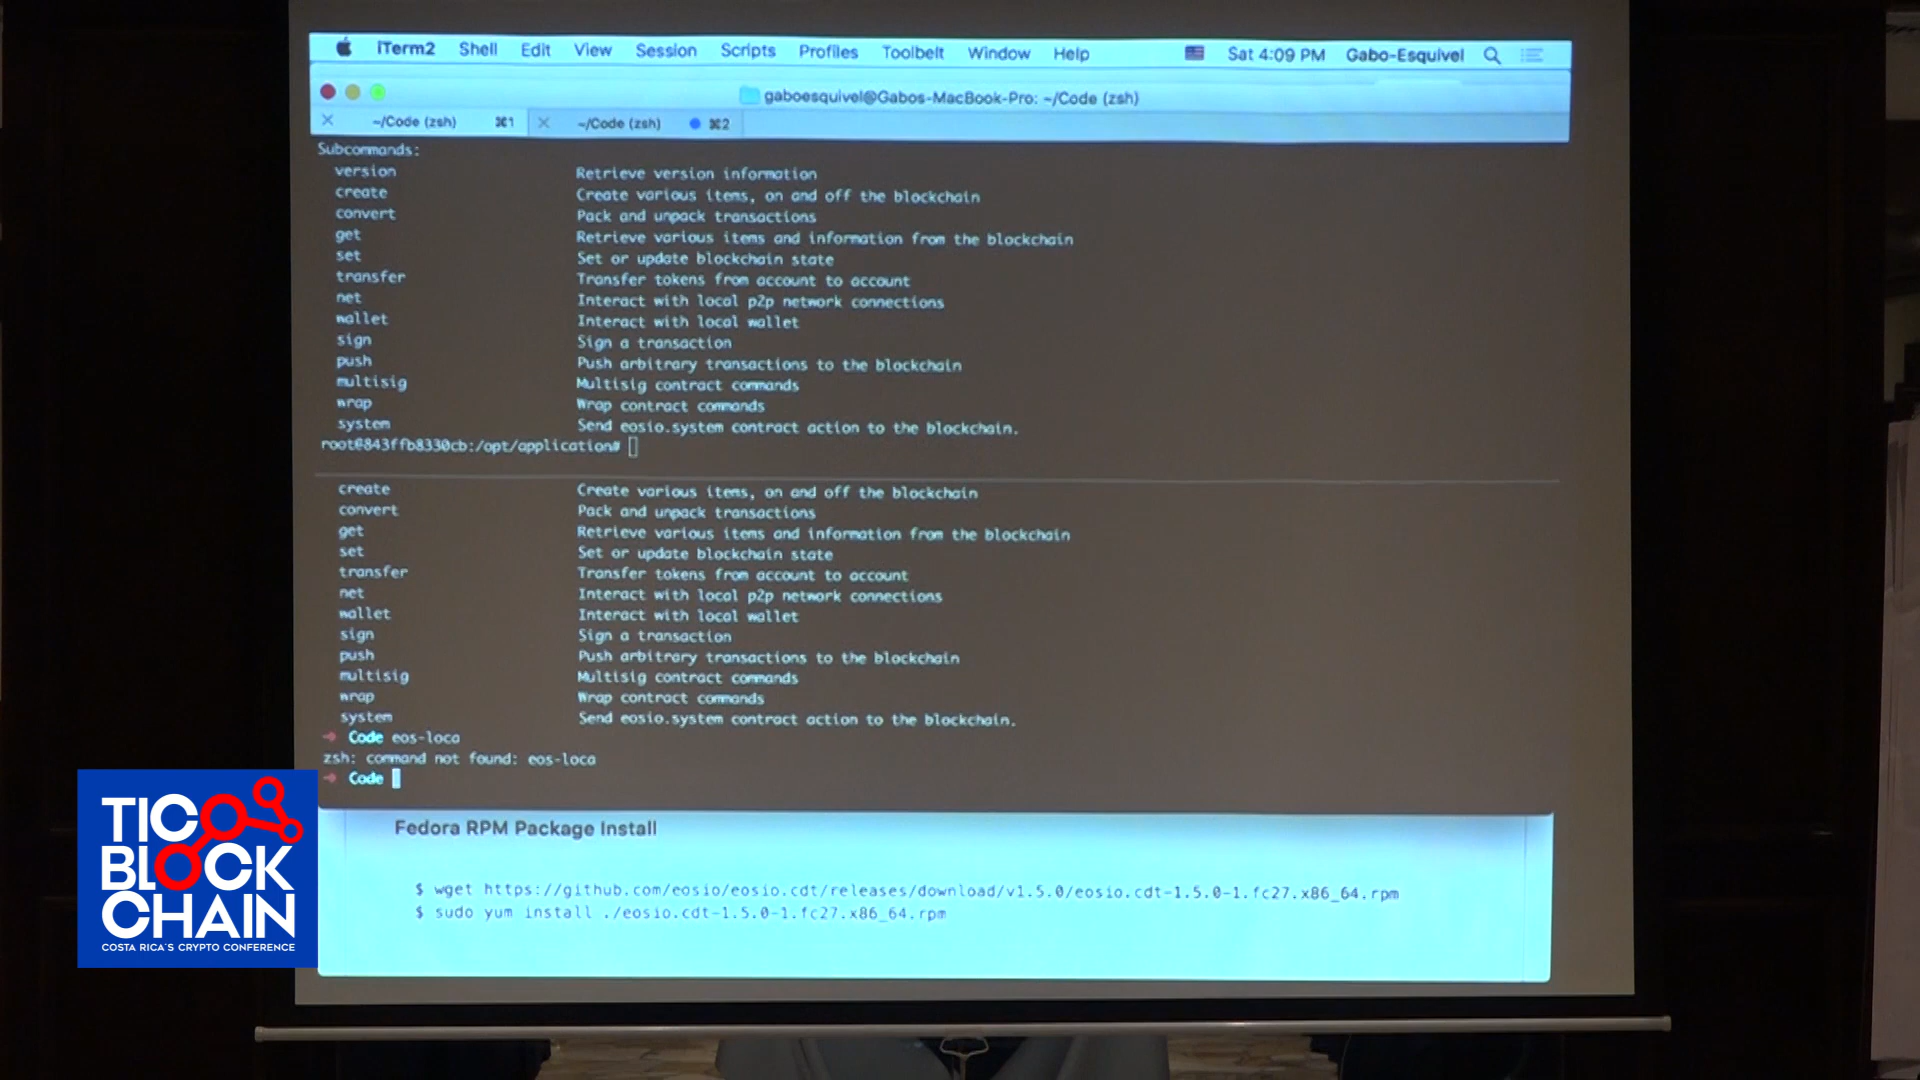 iTerm2 Shell Edit View Session Scripts Profiles Toolbelt Window Help Sat 4:09 PM Gabo-Esquivel
gaboesquivel@Gabos-MacBook-Pro: ~/Code (zsh)
~/Code (zsh) ⌘1 ~/Code (zsh) ⌘2
Subcommands:
version Retrieve version information
create Create various items, on and off the blockchain
convert Pack and unpack transactions
get Retrieve various items and information from the blockchain
set Set or update blockchain state
transfer Transfer tokens from account to account
net Interact with local p2p network connections
wallet Interact with local wallet
sign Sign a transaction
push Push arbitrary transactions to the blockchain
multisig Multisig contract commands
wrap Wrap contract commands
system Send eosio.system contract action to the blockchain.
root@843ffb8330cb:/opt/application#
create Create various items, on and off the blockchain
convert Pack and unpack transactions
get Retrieve various items and information from the blockchain
set Set or update blockchain state
transfer Transfer tokens from account to account
net Interact with local p2p network connections
wallet Interact with local wallet
sign Sign a transaction
push Push arbitrary transactions to the blockchain
multisig Multisig contract commands
wrap Wrap contract commands
system Send eosio.system contract action to the blockchain.
→ Code eos-loca
zsh: command not found: eos-loca
→ Code
Fedora RPM Package Install
$ wget https://github.com/eosio/eosio.cdt/releases/download/v1.5.0/eosio.cdt-1.5.0-1.fc27.x86_64.rpm
$ sudo yum install ./eosio.cdt-1.5.0-1.fc27.x86_64.rpm
TICO
BLOCK
CHAIN
COSTA RICA'S CRYPTO CONFERENCE